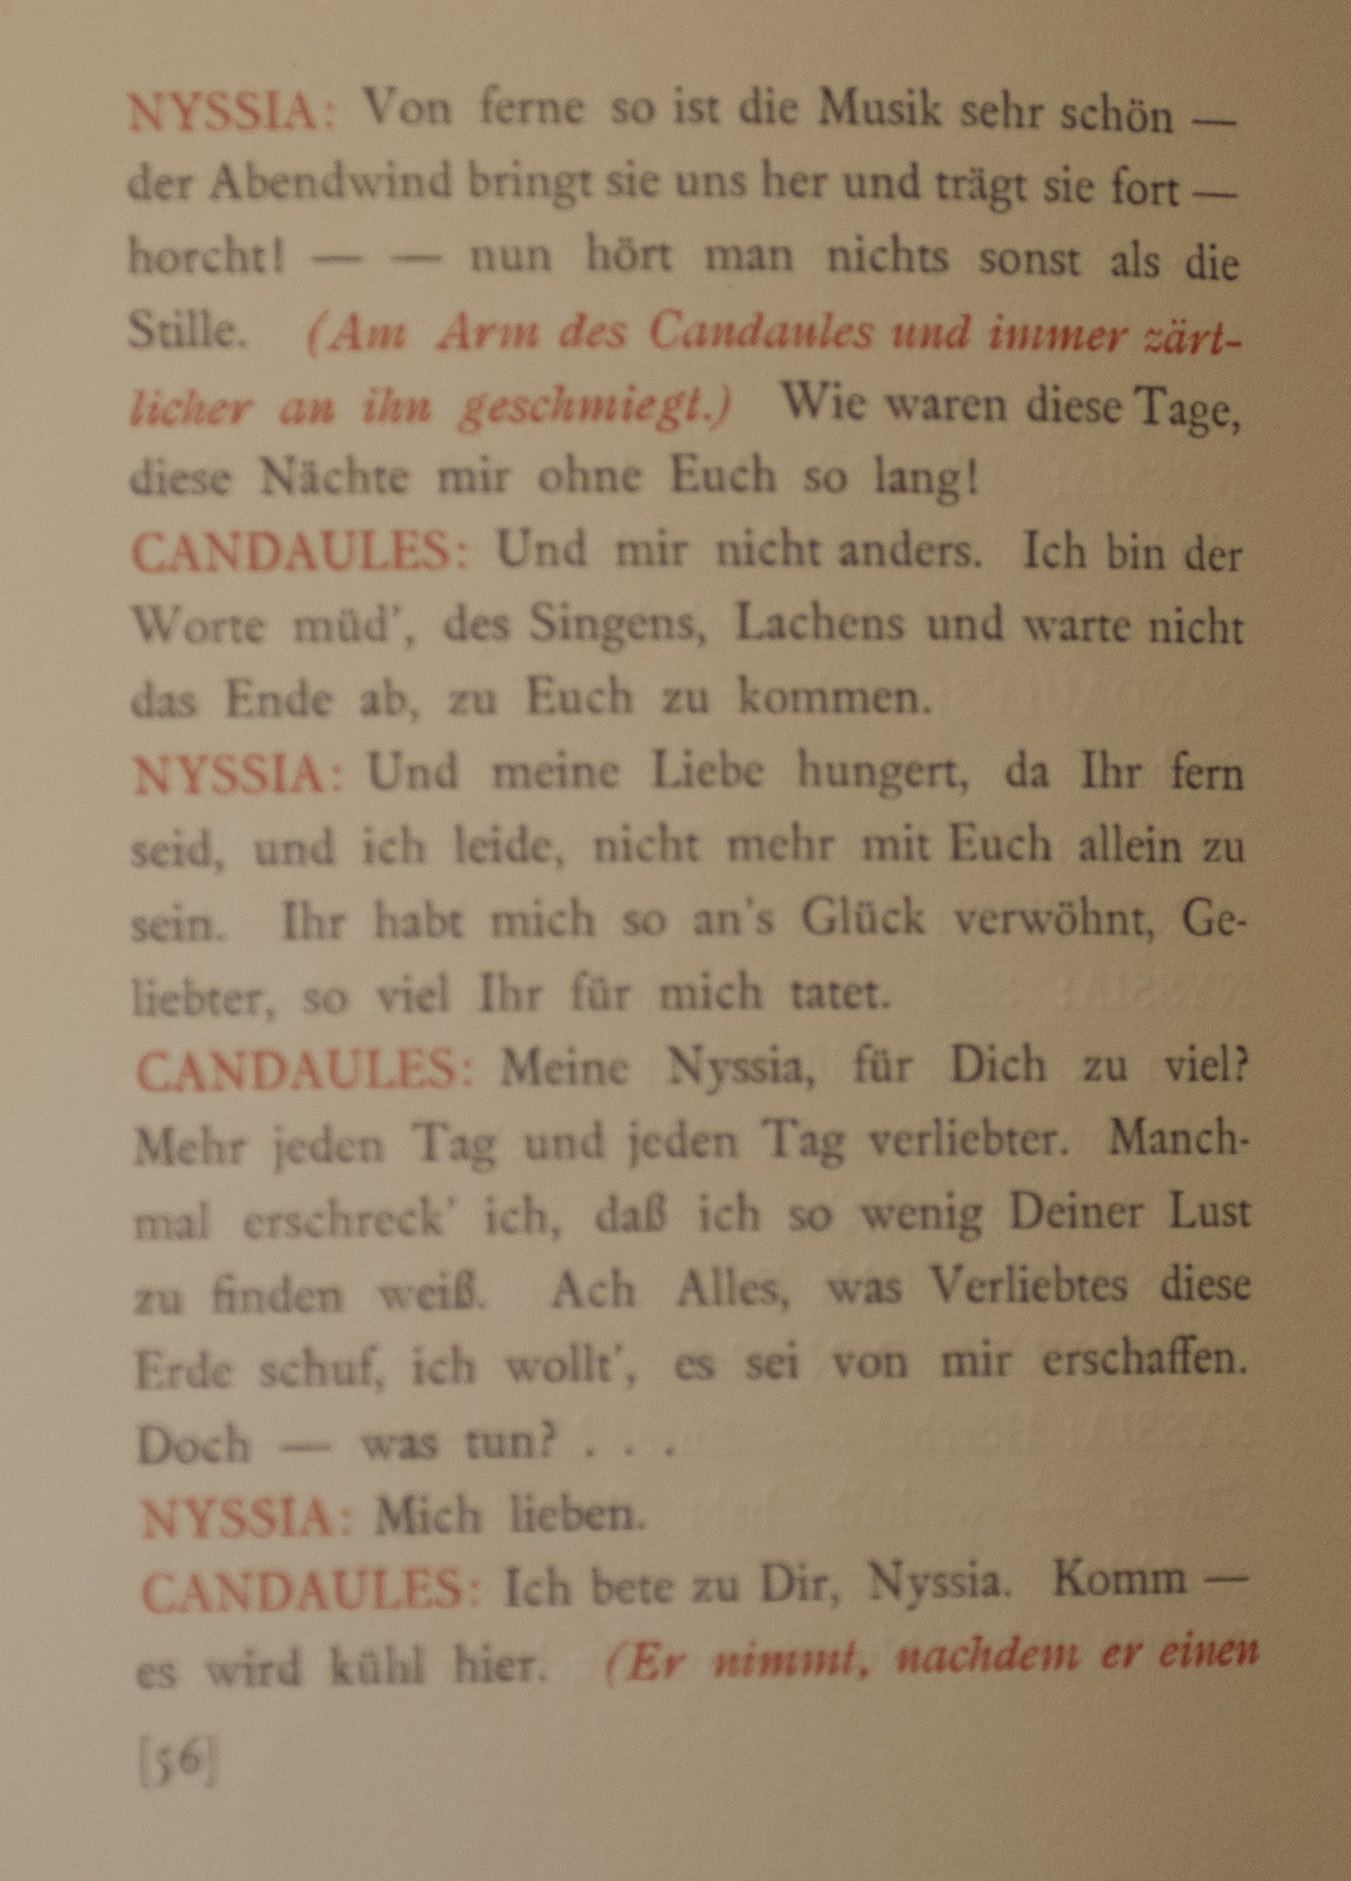 NYSSIA: Von ferne so ist die Musik sehr schön —
der Abendwind bringt sie uns her und trägt sie fort —
horcht! — — nun hört man nichts sonst als die
Stille. (Am Arm des Candaules und immer zärt-
licher an ihn geschmiegt.) Wie waren diese Tage,
diese Nächte mir ohne Euch so lang!
CANDAULES: Und mir nicht anders. Ich bin der
Worte müd’, des Singens, Lachens und warte nicht
das Ende ab, zu Euch zu kommen.
NYSSIA: Und meine Liebe hungert, da Ihr fern
seid, und ich leide, nicht mehr mit Euch allein zu
sein. Ihr habt mich so an’s Glück verwöhnt, Ge-
liebter, so viel Ihr für mich tatet.
CANDAULES: Meine Nyssia, für Dich zu viel?
Mehr jeden Tag und jeden Tag verliebter. Manch-
mal erschreck’ ich, daß ich so wenig Deiner Lust
zu finden weiß. Ach Alles, was Verliebtes diese
Erde schuf, ich wollt’, es sei von mir erschaffen.
Doch — was tun? . . .
NYSSIA: Mich lieben.
CANDAULES: Ich bete zu Dir, Nyssia. Komm —
es wird kühl hier. (Er nimmt, nachdem er einen
[56]